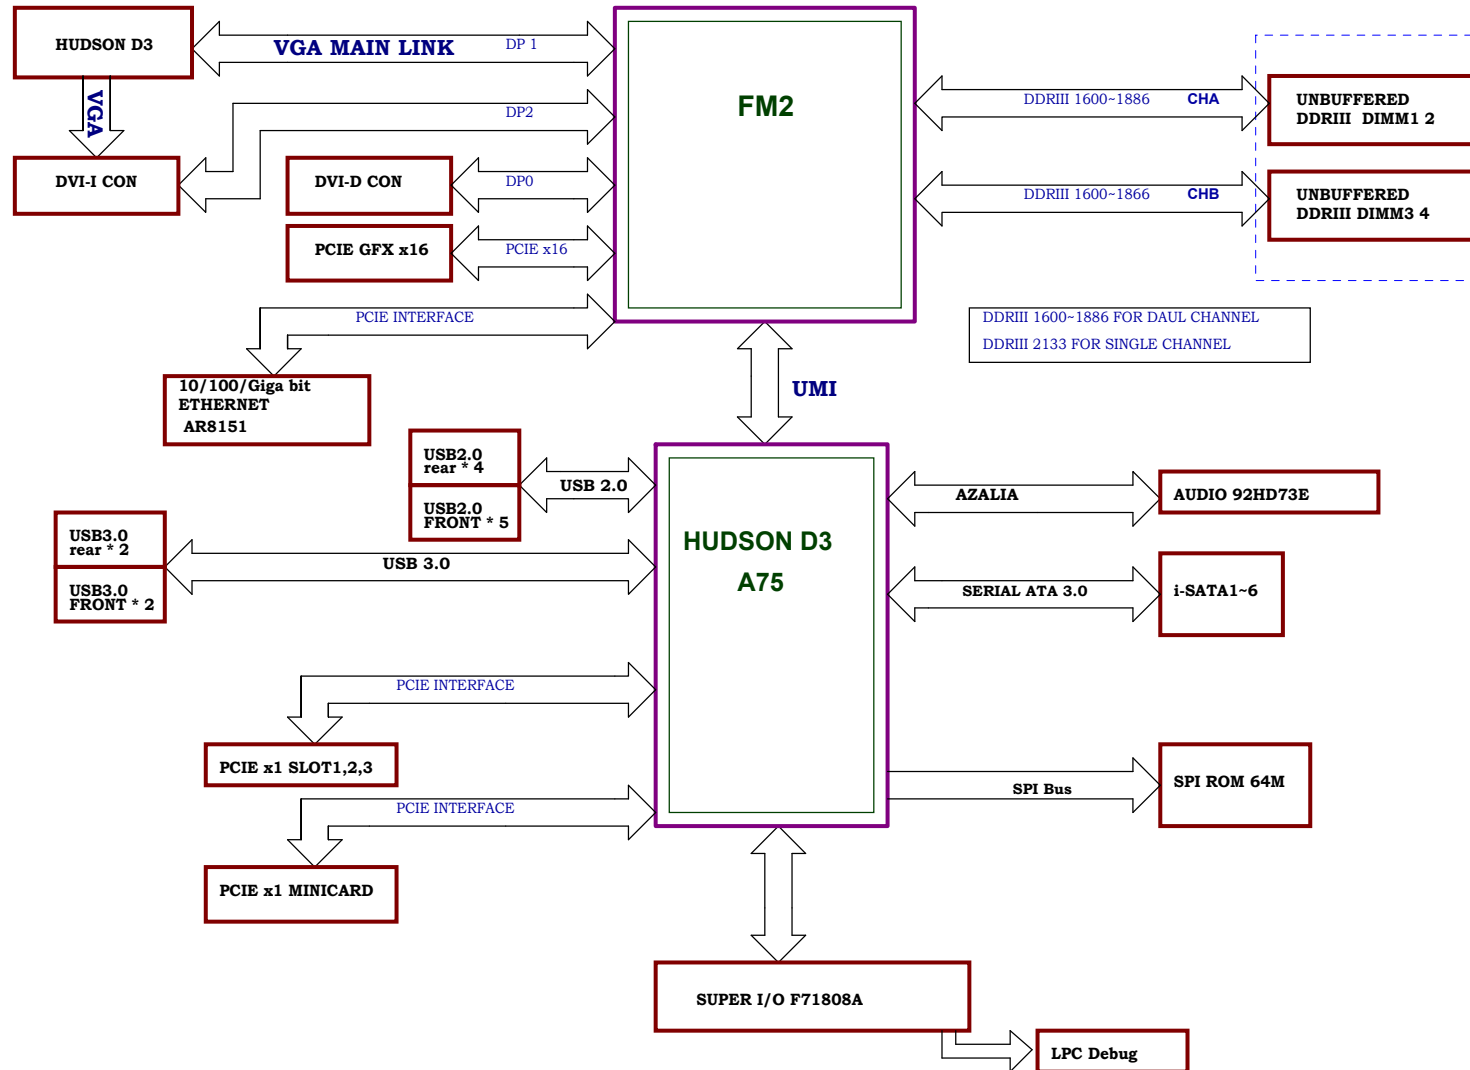 HUDSON D3
VGA MAIN LINK
DP 1
VGA
DP2
DVI-I CON
DVI-D CON
DP0
PCIE GFX x16
PCIE x16
PCIE INTERFACE
10/100/Giga bit
ETHERNET
AR8151
FM2
DDRIII 1600~1886 CHA
UNBUFFERED
DDRIII DIMM1 2
DDRIII 1600~1866 CHB
UNBUFFERED
DDRIII DIMM3 4
DDRIII 1600~1886 FOR DAUL CHANNEL
DDRIII 2133 FOR SINGLE CHANNEL
UMI
USB2.0
rear * 4
USB2.0
FRONT * 5
USB 2.0
USB3.0
rear * 2
USB3.0
FRONT * 2
USB 3.0
HUDSON D3
A75
AZALIA
AUDIO 92HD73E
SERIAL ATA 3.0
i-SATA1~6
PCIE INTERFACE
PCIE x1 SLOT1,2,3
PCIE INTERFACE
PCIE x1 MINICARD
SPI Bus
SPI ROM 64M
SUPER I/O F71808A
LPC Debug